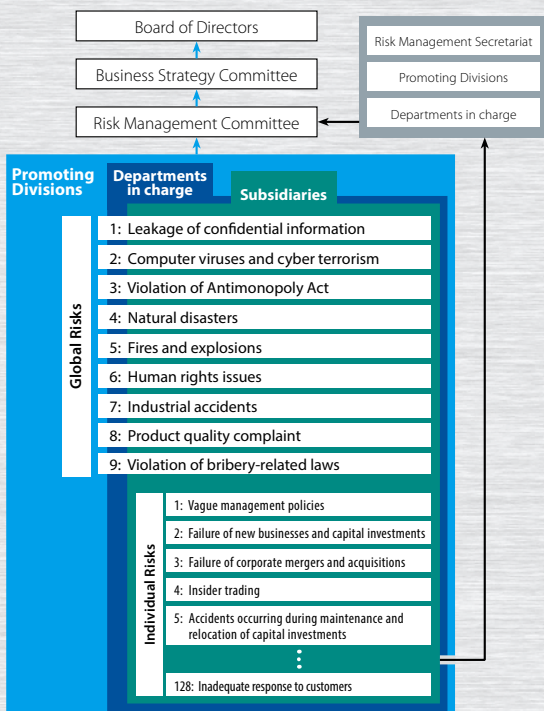 Board of Directors
Business Strategy Committee
Risk Management Committee
Risk Management Secretariat
Promoting Divisions
Departments in charge
Promoting
Divisions
Departments
in charge
Subsidiaries
Global Risks
1: Leakage of confidential information
2: Computer viruses and cyber terrorism
3: Violation of Antimonopoly Act
4: Natural disasters
5: Fires and explosions
6: Human rights issues
7: Industrial accidents
8: Product quality complaint
9: Violation of bribery-related laws
Individual Risks
1: Vague management policies
2: Failure of new businesses and capital investments
3: Failure of corporate mergers and acquisitions
4: Insider trading
5: Accidents occurring during maintenance and
relocation of capital investments
⋮
128: Inadequate response to customers